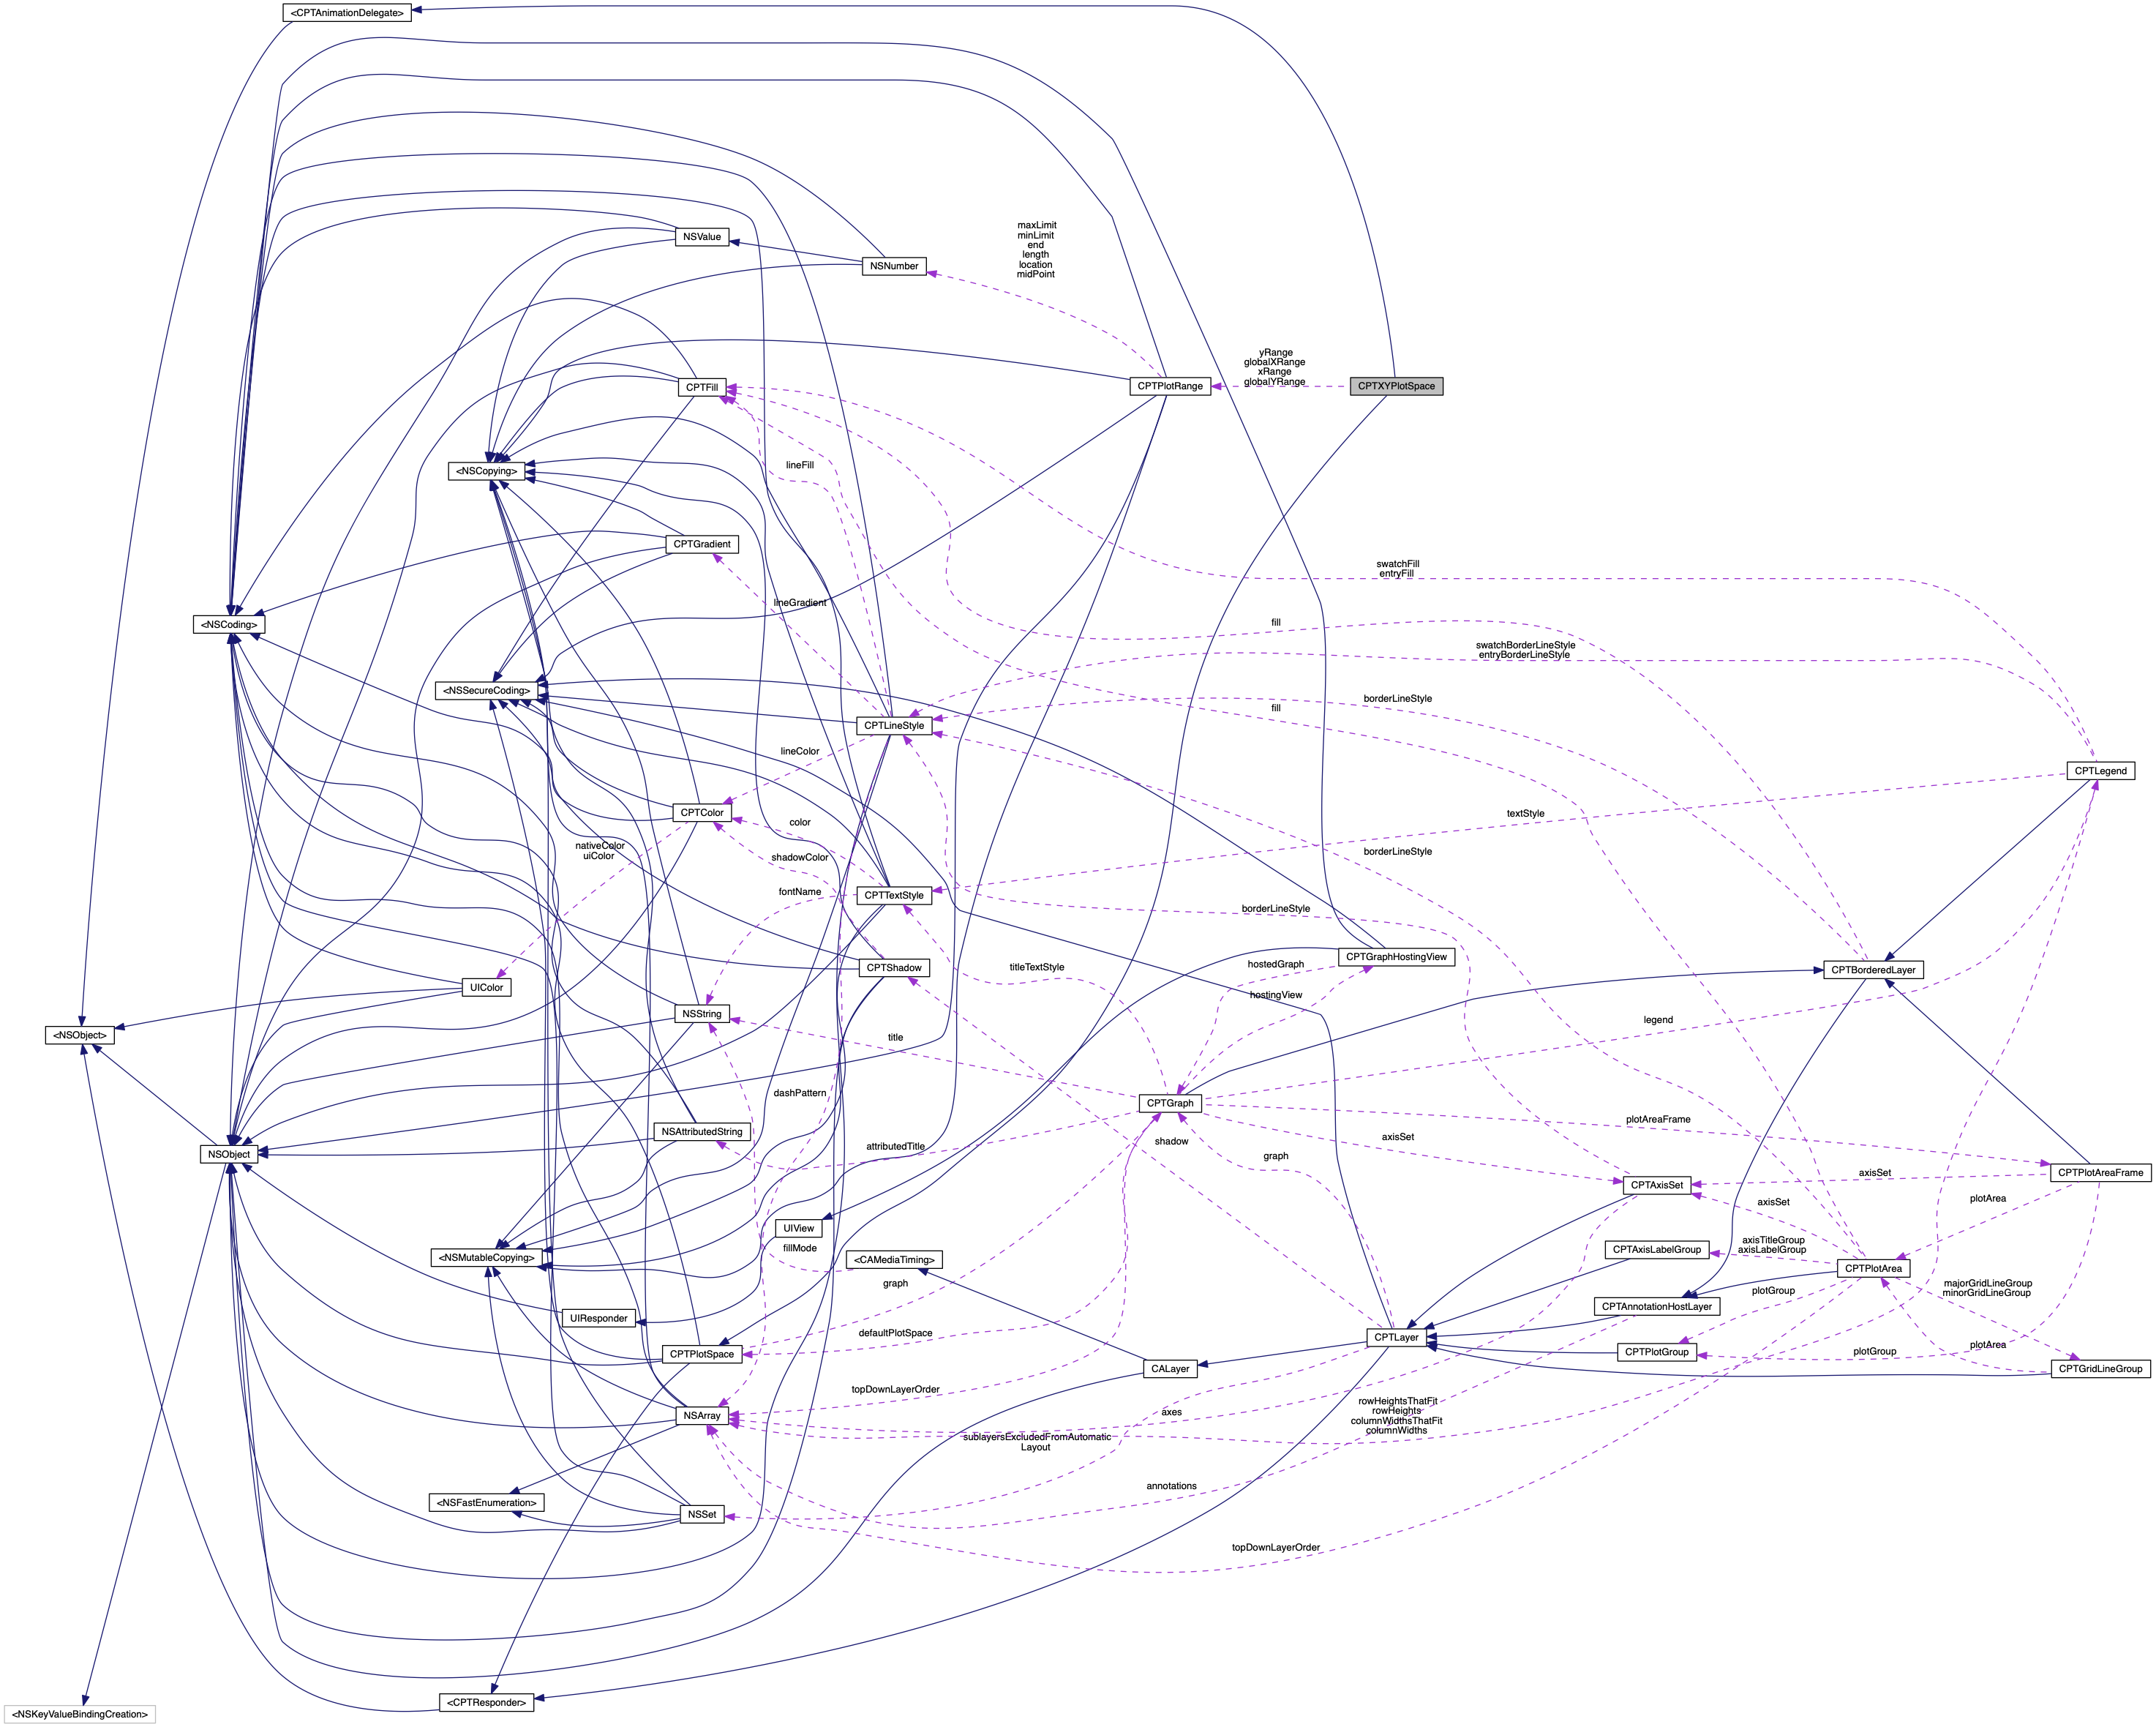 <CPTAnimationDelegate>
NSValue
maxLimit
minLimit
end
length
location
midPoint
NSNumber
yRange
globalXRange
xRange
globalYRange
CPTFill
CPTPlotRange
CPTXYPlotSpace
<NSCopying>
lineFill
CPTGradient
swatchFill
entryFill
lineGradient
<NSCoding>
fill
swatchBorderLineStyle
entryBorderLineStyle
<NSSecureCoding>
borderLineStyle
fill
CPTLineStyle
lineColor
CPTLegend
CPTColor
color
textStyle
nativeColor
uiColor
shadowColor
borderLineStyle
fontName
CPTTextStyle
borderLineStyle
CPTGraphHostingView
hostedGraph
titleTextStyle
CPTShadow
CPTBorderedLayer
UIColor
hostingView
NSString
legend
<NSObject>
title
dashPattern
CPTGraph
plotAreaFrame
NSAttributedString
axisSet
shadow
attributedTitle
graph
NSObject
axisSet
CPTPlotAreaFrame
CPTAxisSet
plotArea
axisSet
UIView
axisTitleGroup
axisLabelGroup
CPTAxisLabelGroup
fillMode
<NSMutableCopying>
<CAMediaTiming>
CPTPlotArea
graph
majorGridLineGroup
minorGridLineGroup
plotGroup
CPTAnnotationHostLayer
UIResponder
defaultPlotSpace
CPTLayer
plotArea
CPTPlotSpace
plotGroup
CPTPlotGroup
CALayer
CPTGridLineGroup
topDownLayerOrder
rowHeightsThatFit
rowHeights
columnWidthsThatFit
columnWidths
axes
NSArray
sublayersExcludedFromAutomatic
Layout
annotations
<NSFastEnumeration>
NSSet
topDownLayerOrder
<CPTResponder>
<NSKeyValueBindingCreation>